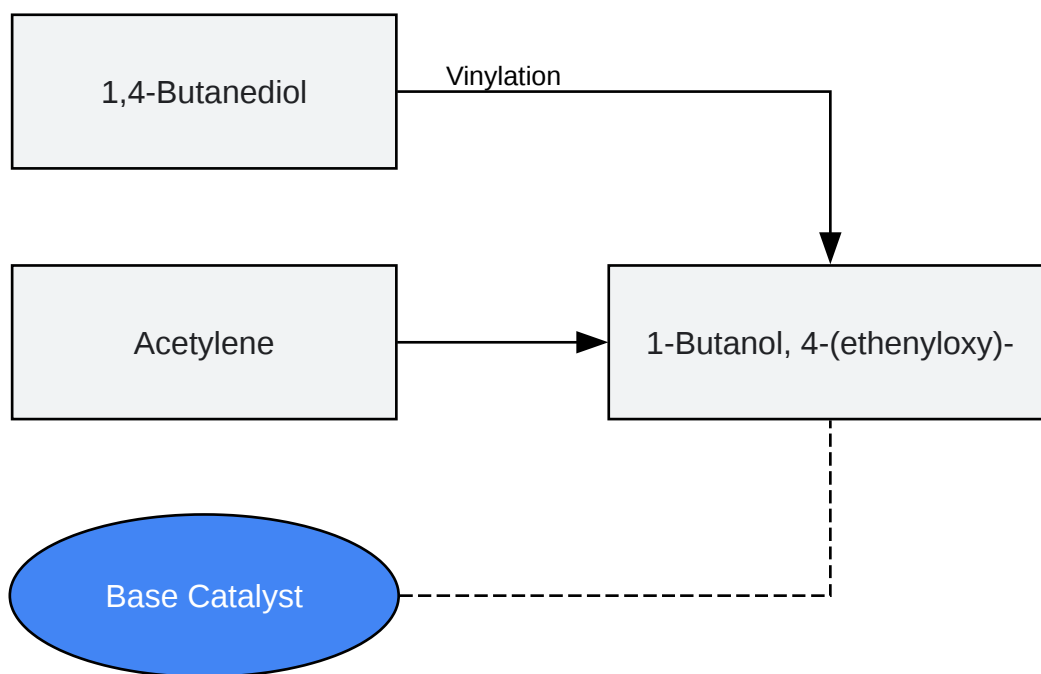 1,4-Butanediol
Vinylation
Acetylene
1-Butanol, 4-(ethenyloxy)-
Base Catalyst